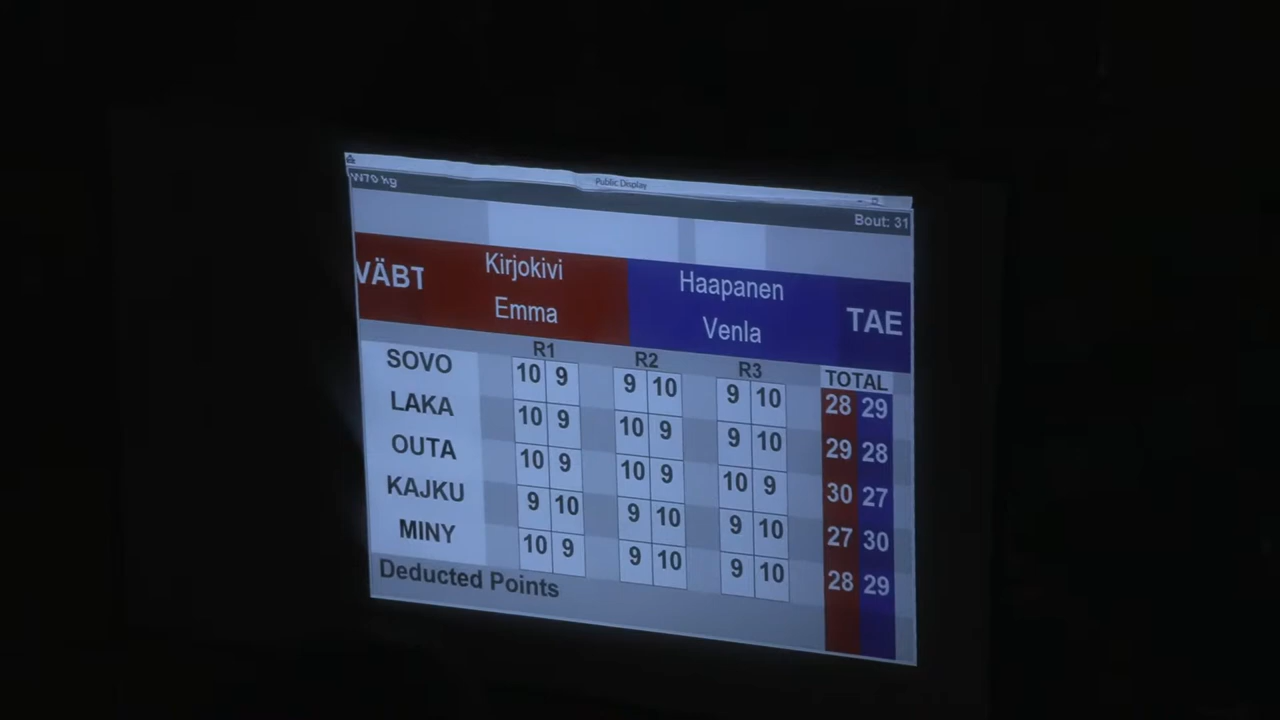 Public Display
W70 kg
Bout: 31
VÄBT Kirjokivi Emma
Haapanen Venla TAE
R1 R2 R3 TOTAL
SOVO 10 9 9 10 9 10 28 29
LAKA 10 9 10 9 9 10 29 28
OUTA 10 9 10 9 10 9 30 27
KAJKU 9 10 9 10 9 10 27 30
MINY 10 9 9 10 9 10 28 29
Deducted Points